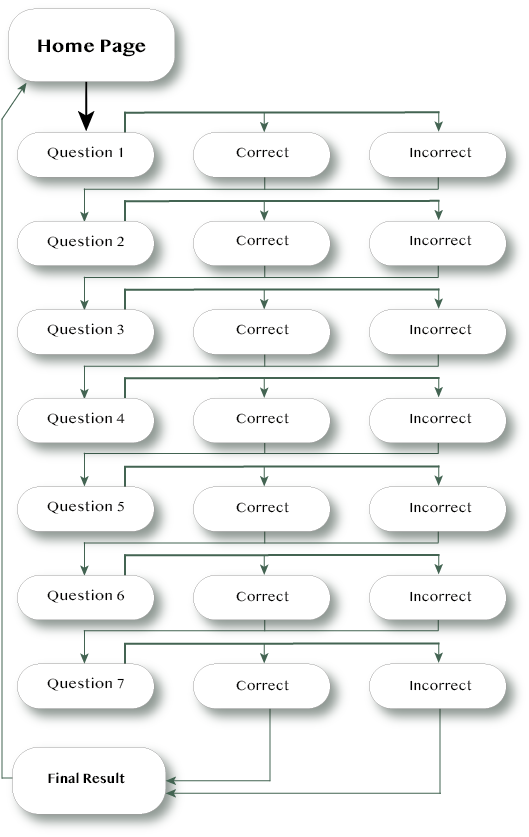 Home Page
Question 1 Correct Incorrect
Question 2 Correct Incorrect
Question 3 Correct Incorrect
Question 4 Correct Incorrect
Question 5 Correct Incorrect
Question 6 Correct Incorrect
Question 7 Correct Incorrect
Final Result